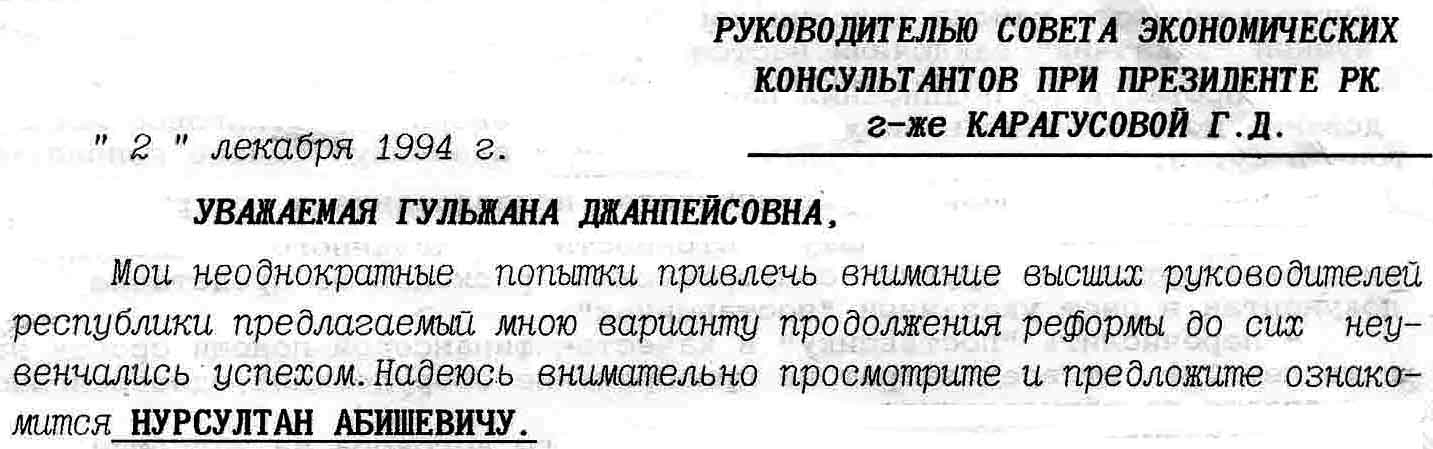 РУКОВОДИТЕЛЬЮ СОВЕТА ЭКОНОМИЧЕСКИХ
КОНСУЛЬТАНТОВ ПРИ ПРЕЗИДЕНТЕ РК
г-же КАРАГУСОВОЙ Г.Д.
" 2 " лекабря 1994 г.
УВАЖАЕМАЯ ГУЛЬЖАНА ДЖАНПЕЙСОВНА,
Мои неоднократные попытки привлечь внимание высших руководителей
республики предлагаемый мною варианту продолжения реформы до сих неу-
венчались успехом. Надеюсь внимательно просмотрите и предложите ознако-
мится НУРСУЛТАН АБИШЕВИЧУ.